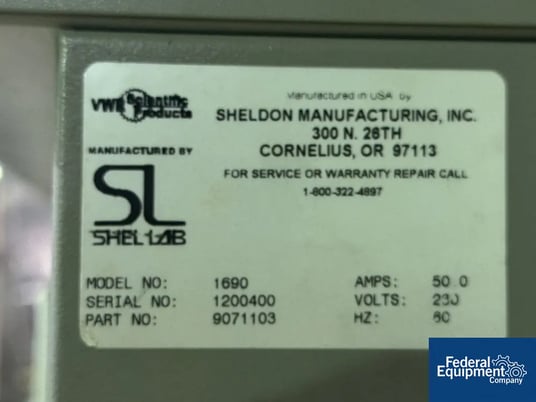 VWR Scientific Products
Manufactured in USA by
SHELDON MANUFACTURING, INC.
300 N. 26TH
CORNELIUS, OR 97113
MANUFACTURED BY
FOR SERVICE OR WARRANTY REPAIR CALL
1-800-322-4897
SL
SHEL LAB
MODEL NO: 1690 AMPS: 50.0
SERIAL NO: 1200400 VOLTS: 230
PART NO: 9071103 HZ: 60
Federal
Equipment
Company